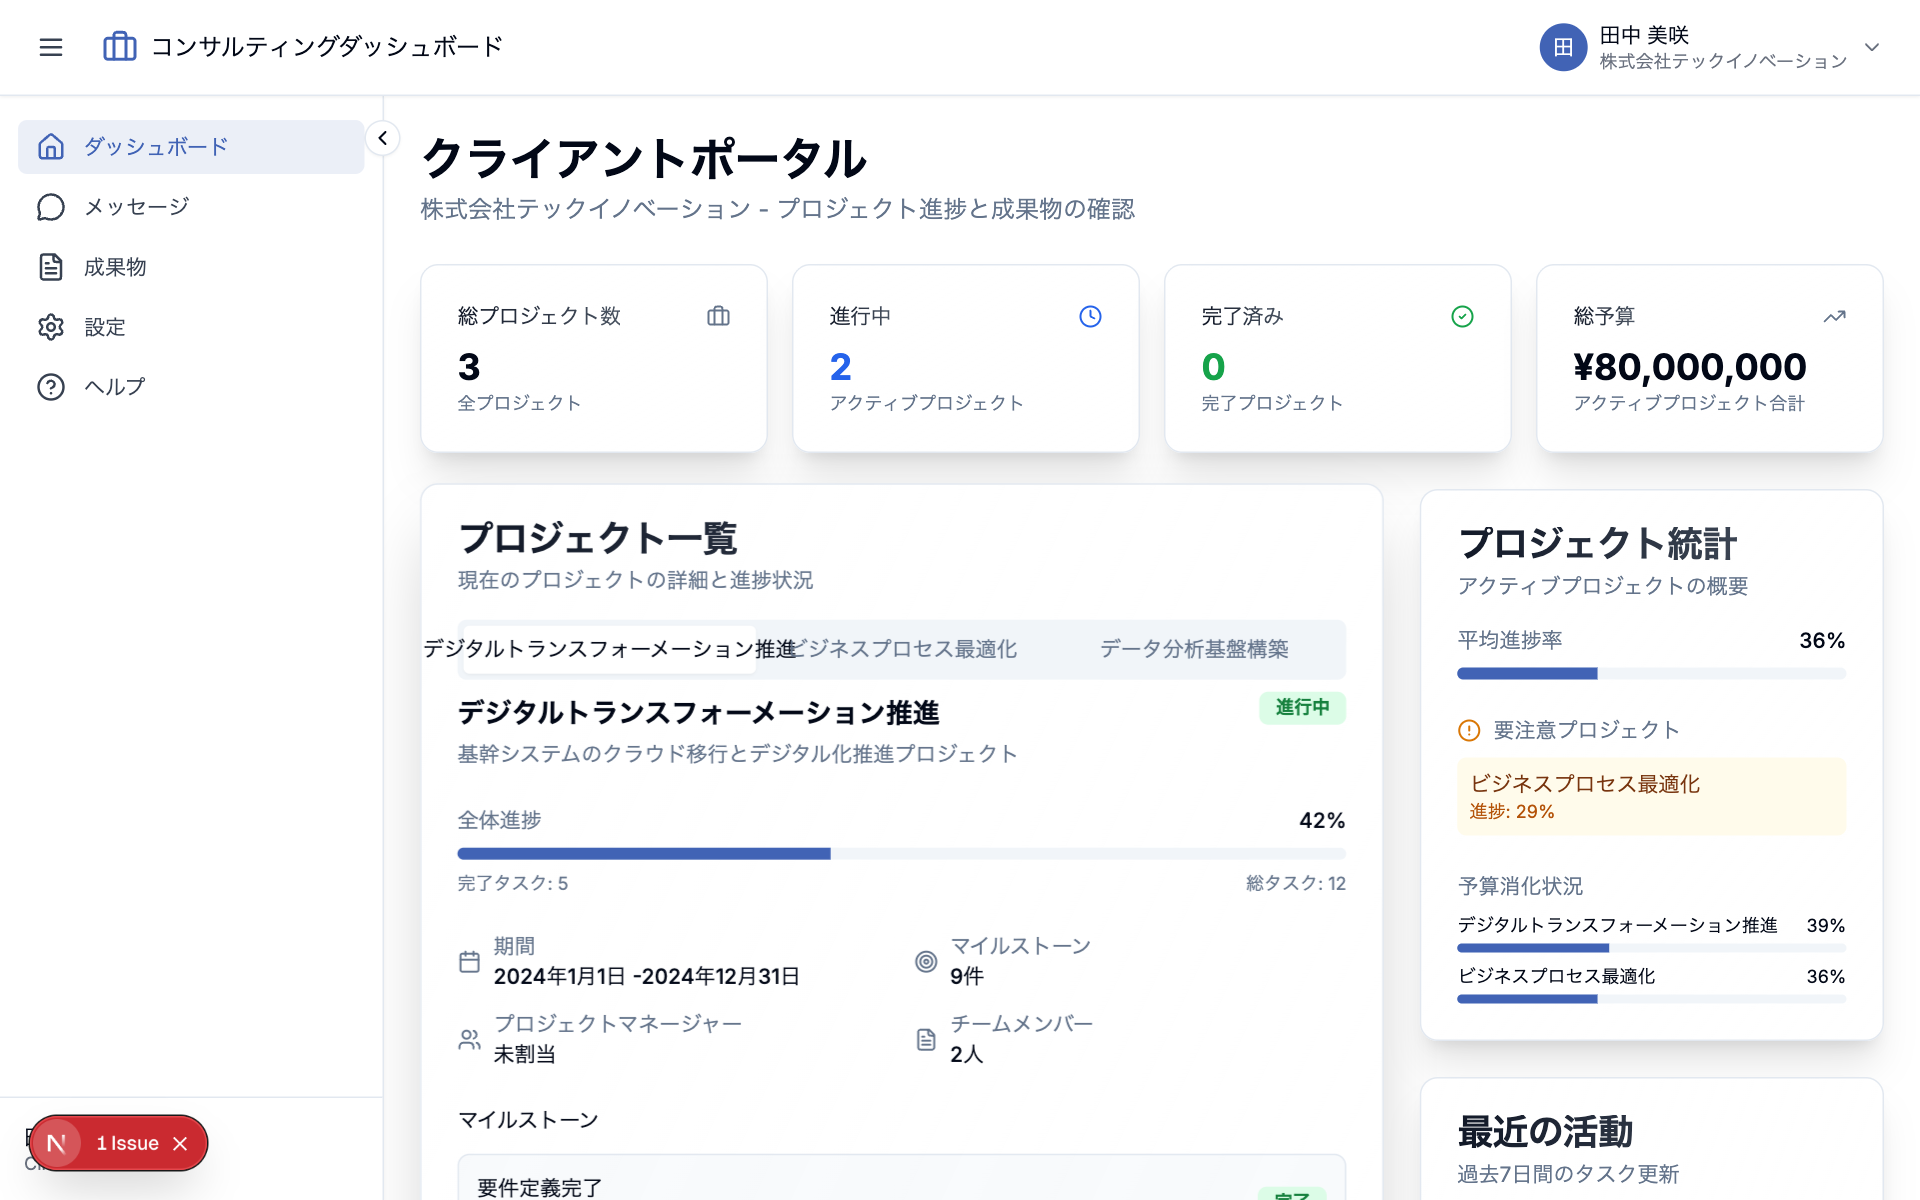 コンサルティングダッシュボード
田
田中 美咲
株式会社テックイノベーション
ダッシュボード
メッセージ
成果物
設定
ヘルプ
クライアントポータル
株式会社テックイノベーション - プロジェクト進捗と成果物の確認
総プロジェクト数
3
全プロジェクト
進行中
2
アクティブプロジェクト
完了済み
0
完了プロジェクト
総予算
¥80,000,000
アクティブプロジェクト合計
プロジェクト一覧
現在のプロジェクトの詳細と進捗状況
デジタルトランスフォーメーション推進
ビジネスプロセス最適化
データ分析基盤構築
デジタルトランスフォーメーション推進
進行中
基幹システムのクラウド移行とデジタル化推進プロジェクト
全体進捗
42%
完了タスク: 5
総タスク: 12
期間
2024年1月1日 -2024年12月31日
マイルストーン
9件
プロジェクトマネージャー
未割当
チームメンバー
2人
マイルストーン
要件定義完了
完了
プロジェクト統計
アクティブプロジェクトの概要
平均進捗率
36%
要注意プロジェクト
ビジネスプロセス最適化
進捗: 29%
予算消化状況
デジタルトランスフォーメーション推進
39%
ビジネスプロセス最適化
36%
最近の活動
過去7日間のタスク更新
N
1 Issue